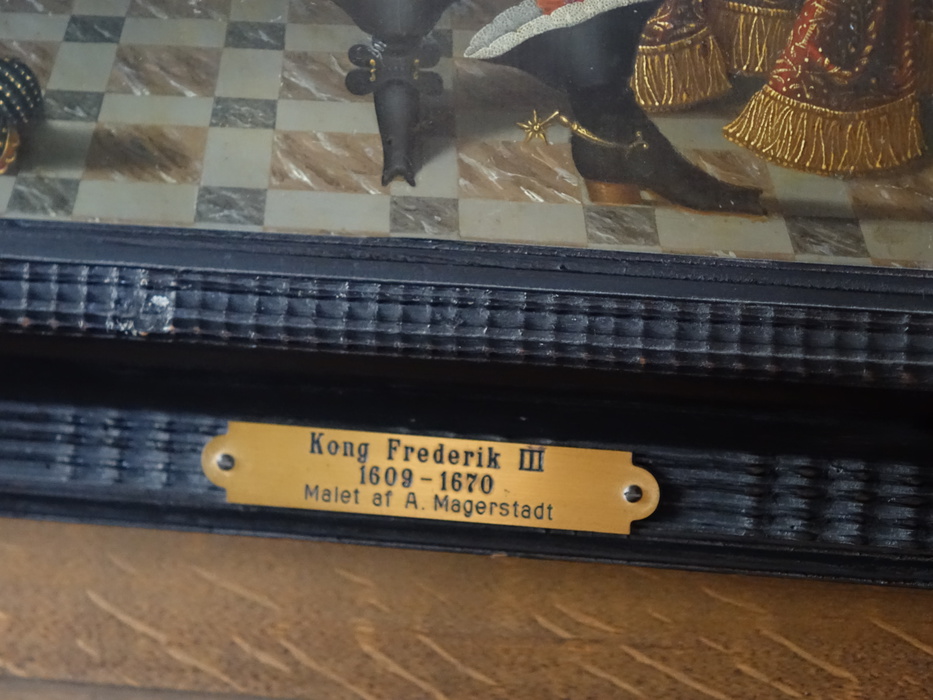 Kong Frederik III
1609-1670
Malet af A. Magerstadt